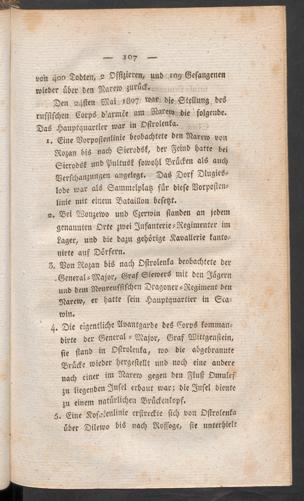 — 107 —
von 400 Todten, 2 Offizieren, und 109 Gefangenen
wieder über den Narew zurück.
Den 24sten Mai 1807 war die Stellung des
russischen Corps d'armée am Narew die folgende.
Das Hauptquartier war in Ostrolenka.
1. Eine Vorpostenlinie beobachtete den Narew von
Rozan bis nach Sierodsk, der Feind hatte bei
Sierodsk und Pultusk sowohl Brücken als auch
Verschanzungen angelegt. Das Dorf Dlugies-
lode war als Sammelplatz für diese Vorposten-
linie mit einem Bataillon besetzt.
2. Bei Wonzewo und Czerwin standen an jedem
genannten Orte zwei Infanterie-Regimenter im
Lager, und die dazu gehörige Kavallerie kanto-
nirte auf Dörfern.
3. Von Rozan bis nach Ostrolenka beobachtete der
General-Major, Graf Siewers mit den Jägern
und dem Neurussischen Dragoner-Regiment den
Narew, er hatte sein Hauptquartier in Sca-
win.
4. Die eigentliche Avantgarde des Corps komman-
dirte der General-Major, Graf Wittgenstein,
sie stand in Ostrolenka, wo die abgebrannte
Brücke wieder hergestellt und noch eine andere
nach einer im Narew gegen den Fluß Omulef
zu liegenden Insel erbaut war; die Insel diente
zu einem natürlichen Brückenkopf.
5. Eine Kosakenlinie erstreckte sich von Ostrolenka
über Dilewo bis nach Rossoge, sie unterhielt